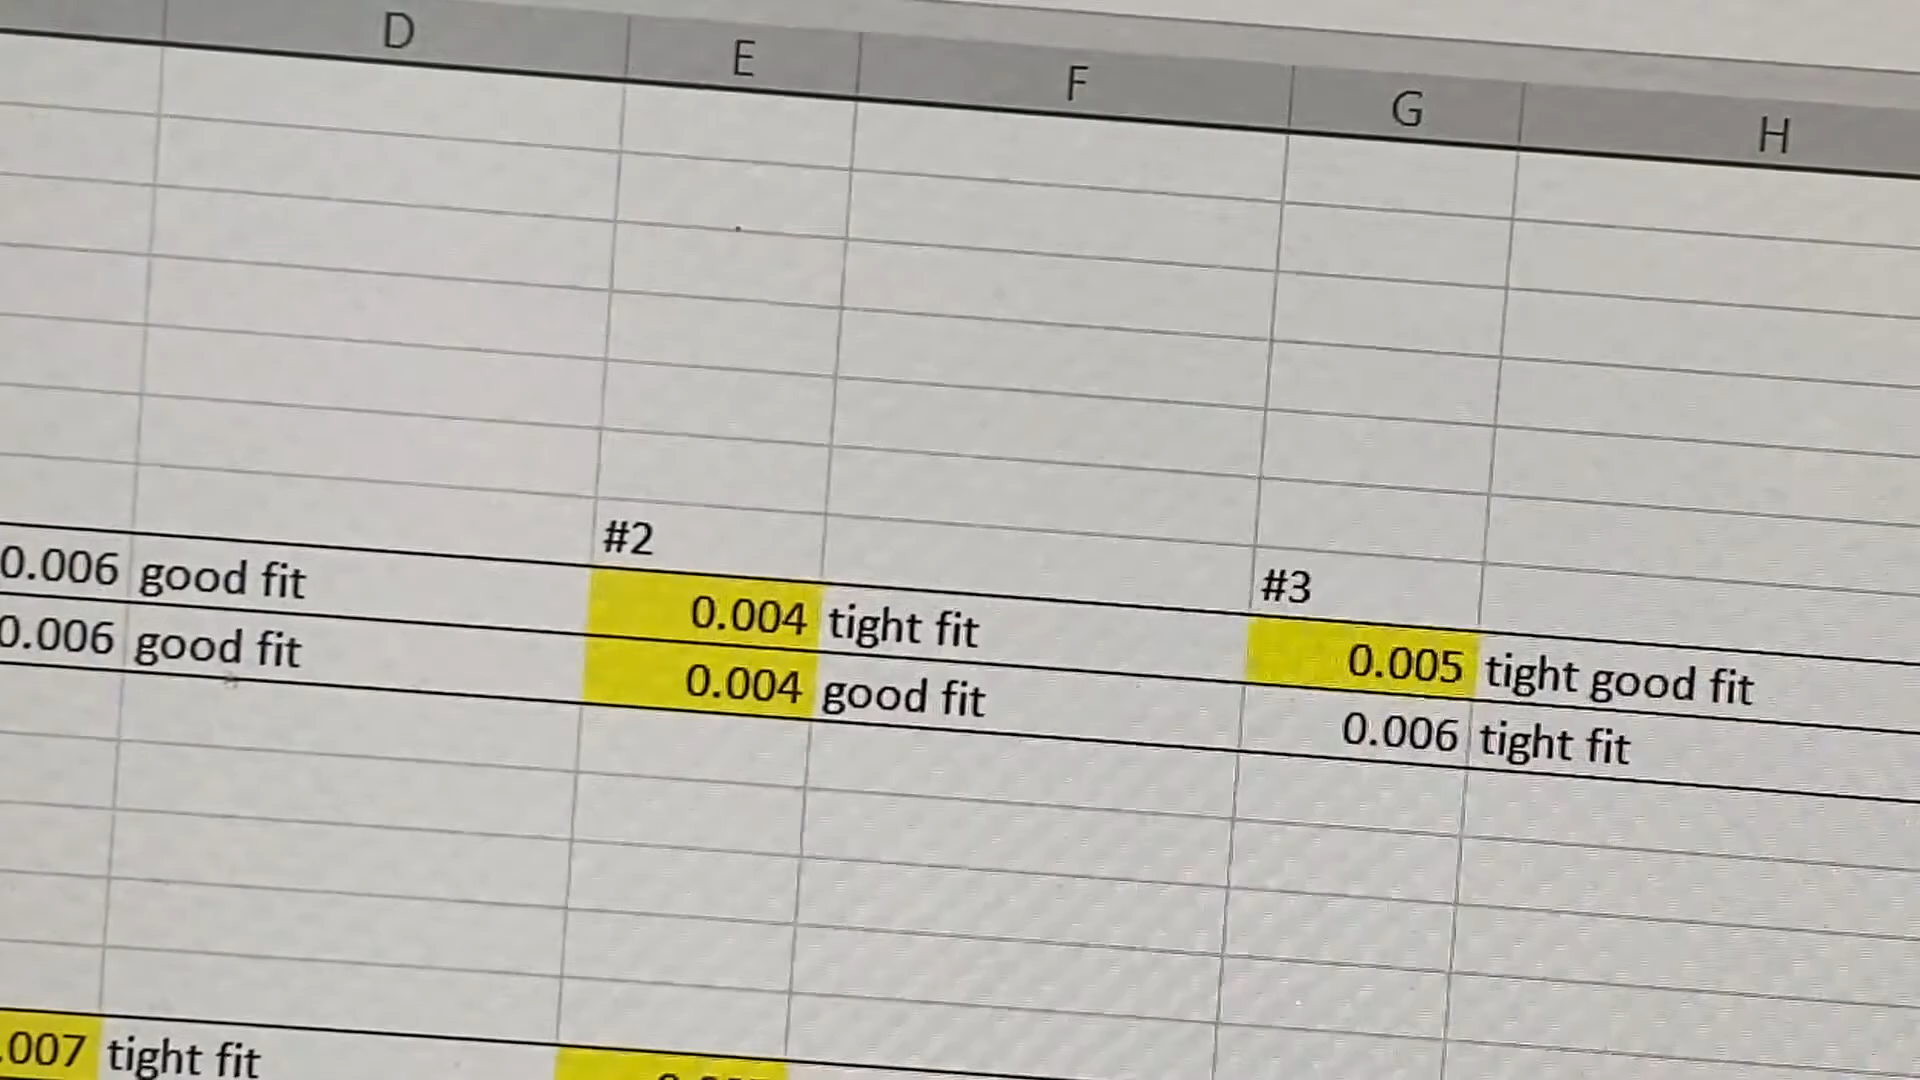 D E F G H
#2 #3
0.006 good fit 0.004 tight fit 0.005 tight good fit
0.006 good fit 0.004 good fit 0.006 tight fit
.007 tight fit